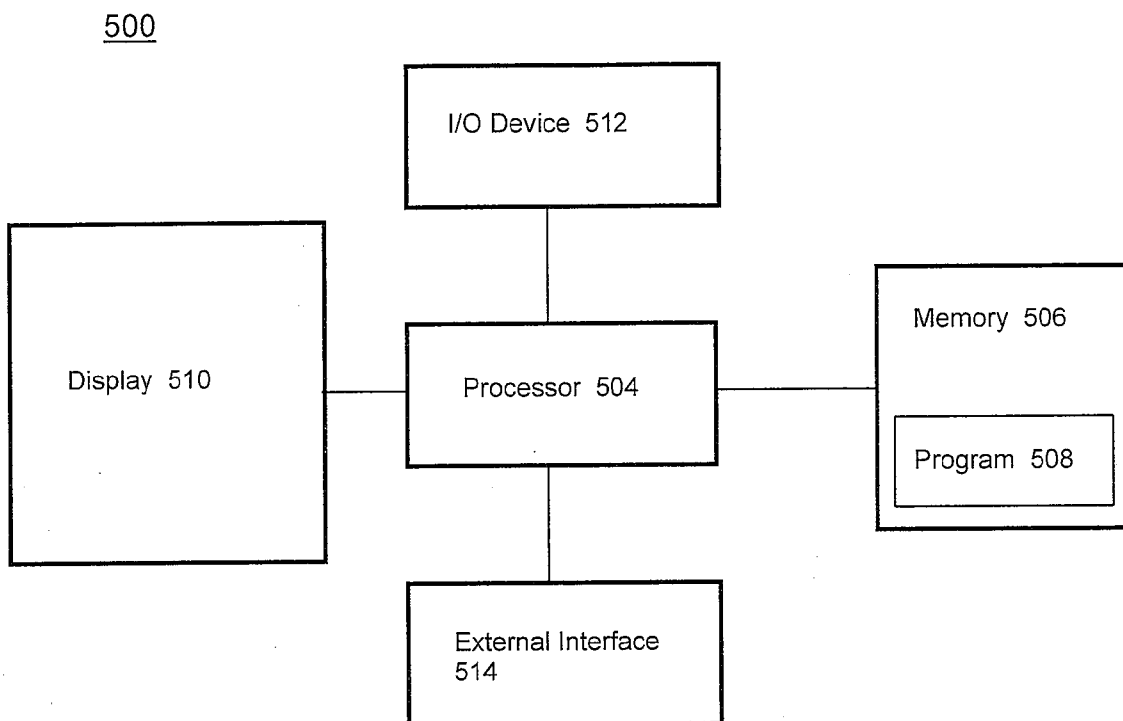 500
I/O Device 512
Display 510
Processor 504
Memory 506
Program 508
External Interface
514